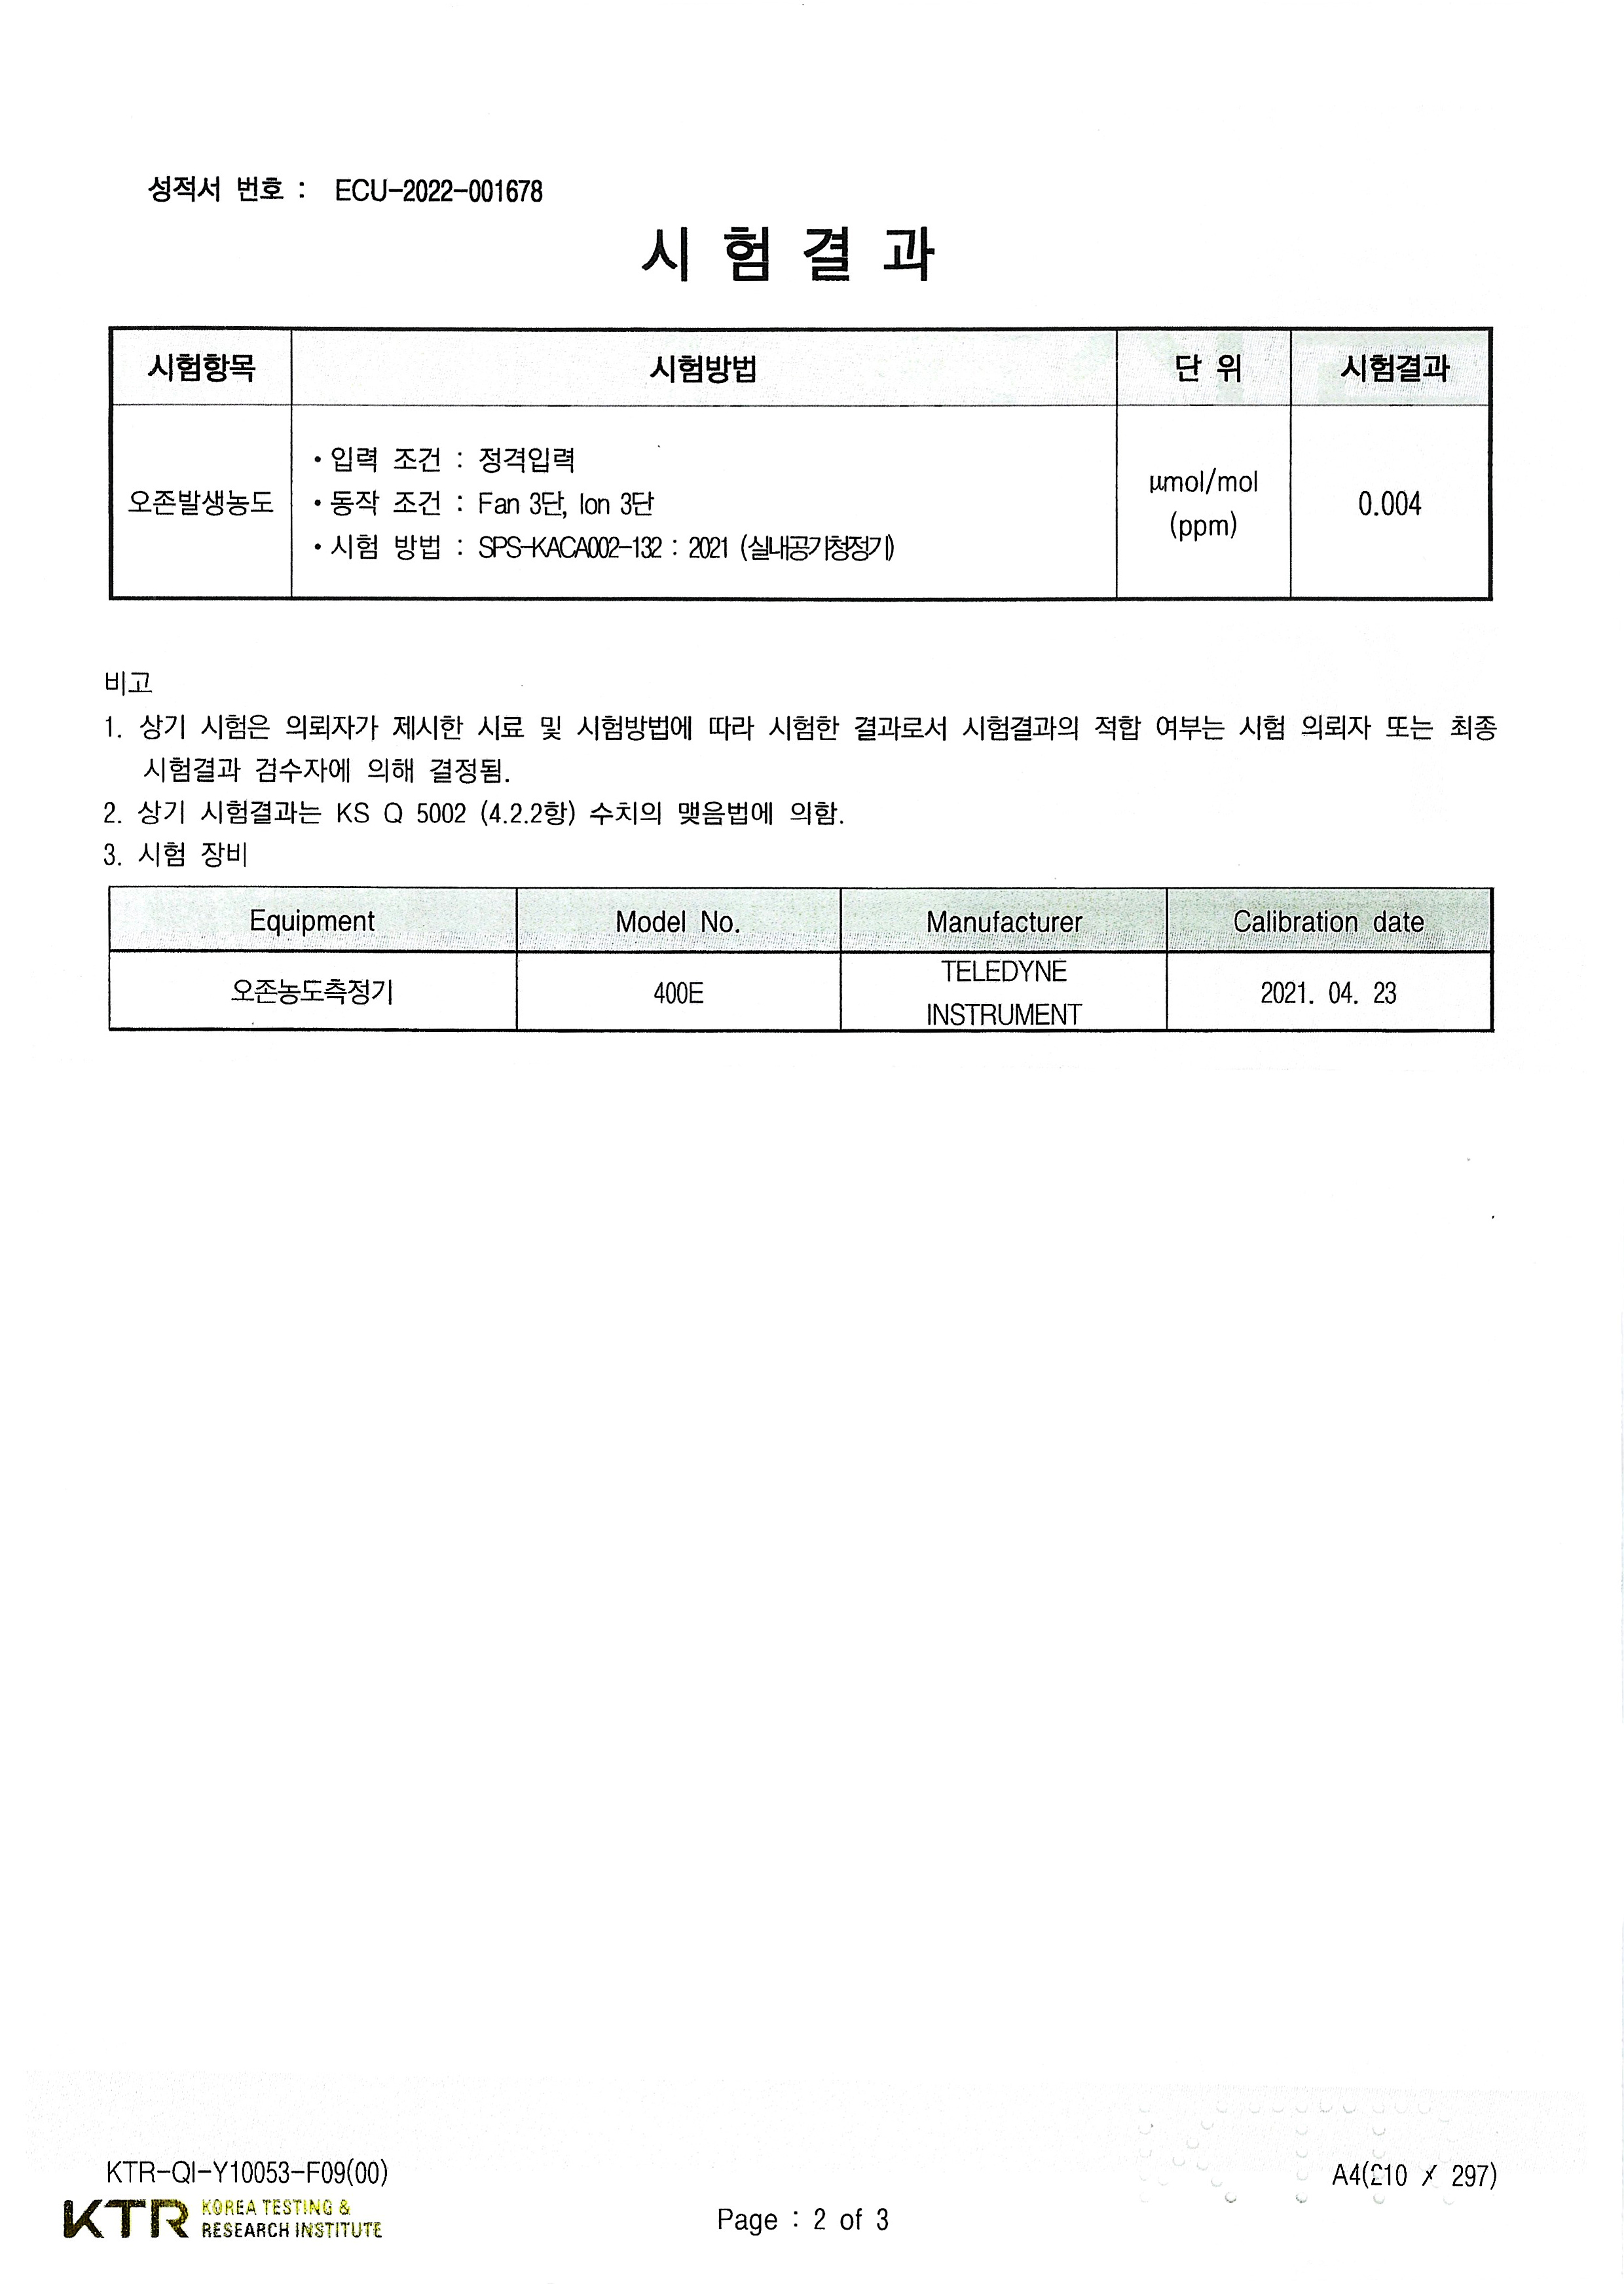 성적서 번호 : ECU-2022-001678
시 험 결 과
시험항목 시험방법 단 위 시험결과
오존발생농도
• 입력 조건 : 정격입력
• 동작 조건 : Fan 3단, Ion 3단
• 시험 방법 : SPS-KACA002-132 : 2021 (실내공기청정기)
μmol/mol
(ppm)
0.004
비고
1. 상기 시험은 의뢰자가 제시한 시료 및 시험방법에 따라 시험한 결과로서 시험결과의 적합 여부는 시험 의뢰자 또는 최종
시험결과 검수자에 의해 결정됨.
2. 상기 시험결과는 KS Q 5002 (4.2.2항) 수치의 맺음법에 의함.
3. 시험 장비
Equipment Model No. Manufacturer Calibration date
오존농도측정기 400E TELEDYNE INSTRUMENT 2021. 04. 23
KTR-QI-Y10053-F09(00)
A4(210 × 297)
KTR KOREA TESTING &
RESEARCH INSTITUTE
Page : 2 of 3